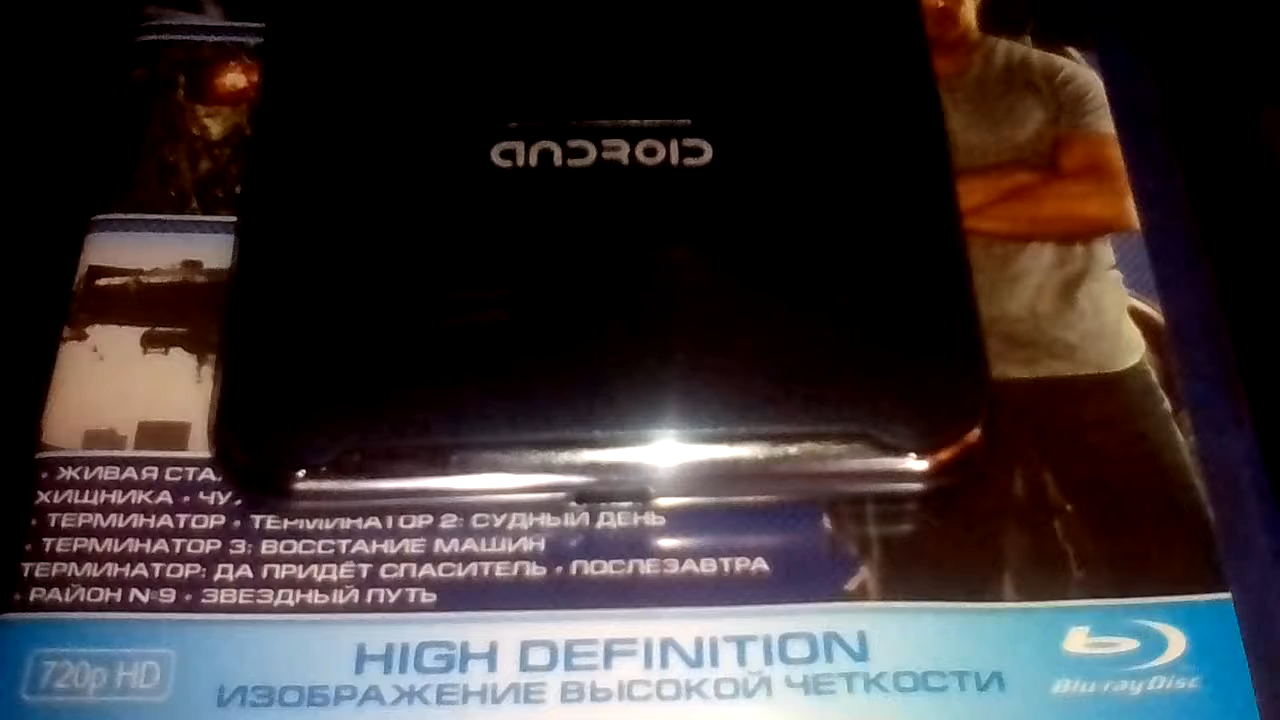 ANDROID
• ЖИВАЯ СТА
ХИЩНИКА • ЧУ
• ТЕРМИНАТОР • ТЕРМИНАТОР 2: СУДНЫЙ ДЕНЬ
• ТЕРМИНАТОР 3: ВОССТАНИЕ МАШИН
ТЕРМИНАТОР: ДА ПРИДЁТ СПАСИТЕЛЬ • ПОСЛЕЗАВТРА
• РАЙОН №9 • ЗВЕЗДНЫЙ ПУТЬ
720p HD
HIGH DEFINITION
ИЗОБРАЖЕНИЕ ВЫСОКОЙ ЧЕТКОСТИ
Blu-ray Disc